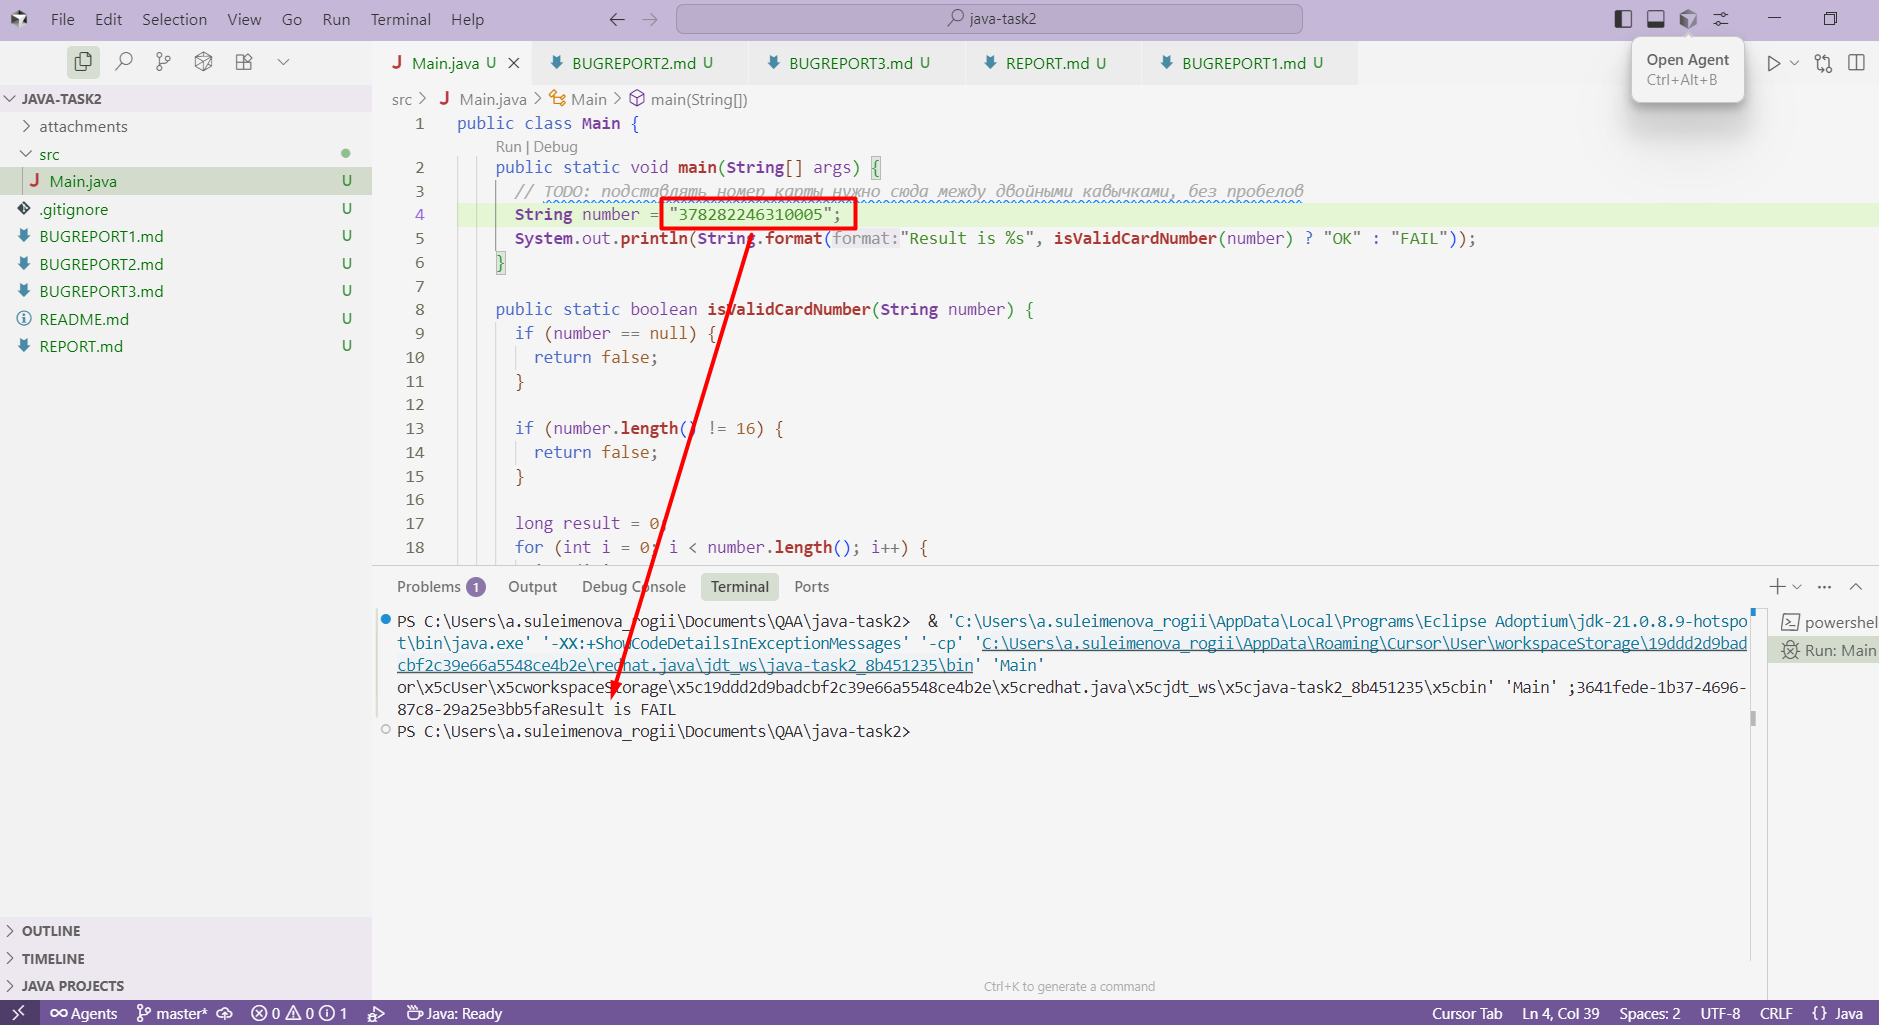 File Edit Selection View Go Run Terminal Help
java-task2
Open Agent
Ctrl+Alt+B
JAVA-TASK2
attachments
src
Main.java U
.gitignore U
BUGREPORT1.md U
BUGREPORT2.md U
BUGREPORT3.md U
README.md U
REPORT.md U
OUTLINE
TIMELINE
JAVA PROJECTS
Main.java U BUGREPORT2.md U BUGREPORT3.md U REPORT.md U BUGREPORT1.md U
src > Main.java > Main > main(String[])
1 public class Main {
Run | Debug
2 public static void main(String[] args) {
3 // TODO: подставлять номер карты нужно сюда между двойными кавычками, без пробелов
4 String number = "378282246310005";
5 System.out.println(String.format(format:"Result is %s", isValidCardNumber(number) ? "OK" : "FAIL"));
6 }
7
8 public static boolean isValidCardNumber(String number) {
9 if (number == null) {
10 return false;
11 }
12
13 if (number.length() != 16) {
14 return false;
15 }
16
17 long result = 0;
18 for (int i = 0; i < number.length(); i++) {
Problems 1 Output Debug Console Terminal Ports
PS C:\Users\a.suleimenova_rogii\Documents\QAA\java-task2> & 'C:\Users\a.suleimenova_rogii\AppData\Local\Programs\Eclipse Adoptium\jdk-21.0.8.9-hotspo
t\bin\java.exe' '-XX:+ShowCodeDetailsInExceptionMessages' '-cp' 'C:\Users\a.suleimenova_rogii\AppData\Roaming\Cursor\User\workspaceStorage\19ddd2d9bad
cbf2c39e66a5548ce4b2e\redhat.java\jdt_ws\java-task2_8b451235\bin' 'Main'
or\x5cUser\x5cworkspaceStorage\x5c19ddd2d9badcbf2c39e66a5548ce4b2e\x5credhat.java\x5cjdt_ws\x5cjava-task2_8b451235\x5cbin' 'Main' ;3641fede-1b37-4696-
87c8-29a25e3bb5faResult is FAIL
PS C:\Users\a.suleimenova_rogii\Documents\QAA\java-task2>
powershel
Run: Main
Ctrl+K to generate a command
Agents master* 0 0 1 Java: Ready Cursor Tab Ln 4, Col 39 Spaces: 2 UTF-8 CRLF {} Java